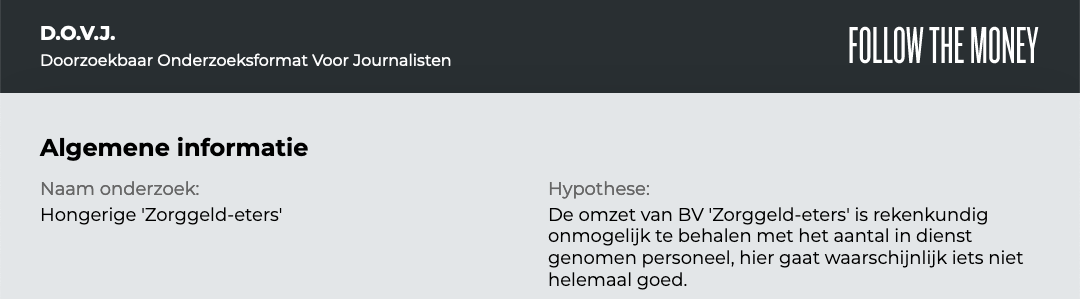 D.O.V.J.
Doorzoekbaar Onderzoeksformat Voor Journalisten
FOLLOW THE MONEY
Algemene informatie
Naam onderzoek:
Hongerige 'Zorggeld-eters'
Hypothese:
De omzet van BV 'Zorggeld-eters' is rekenkundig
onmogelijk te behalen met het aantal in dienst
genomen personeel, hier gaat waarschijnlijk iets niet
helemaal goed.